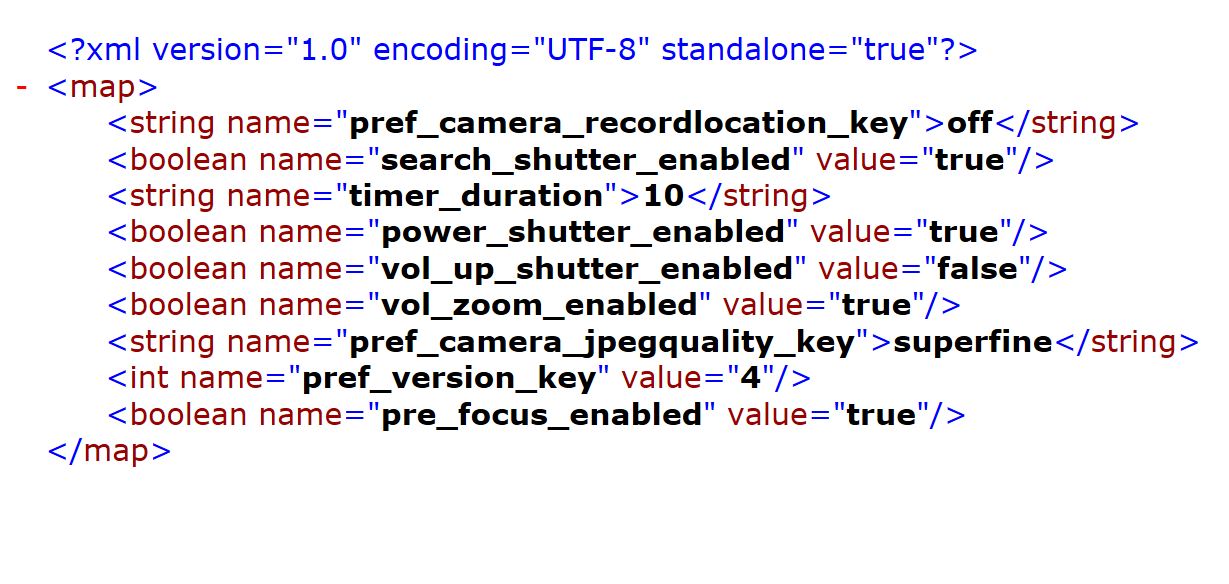 <?xml version="1.0" encoding="UTF-8" standalone="true"?>
- <map>
<string name="pref_camera_recordlocation_key">off</string>
<boolean name="search_shutter_enabled" value="true"/>
<string name="timer_duration">10</string>
<boolean name="power_shutter_enabled" value="true"/>
<boolean name="vol_up_shutter_enabled" value="false"/>
<boolean name="vol_zoom_enabled" value="true"/>
<string name="pref_camera_jpegquality_key">superfine</string>
<int name="pref_version_key" value="4"/>
<boolean name="pre_focus_enabled" value="true"/>
</map>